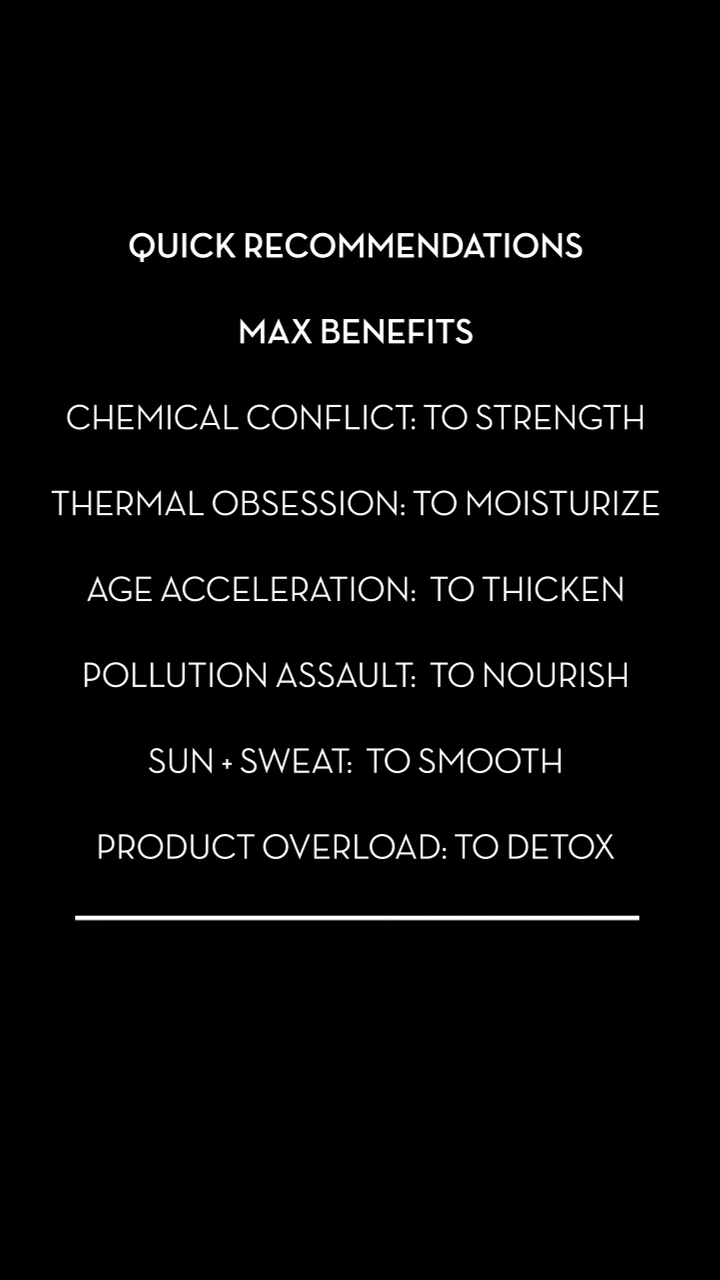 QUICK RECOMMENDATIONS
MAX BENEFITS
CHEMICAL CONFLICT: TO STRENGTH
THERMAL OBSESSION: TO MOISTURIZE
AGE ACCELERATION: TO THICKEN
POLLUTION ASSAULT: TO NOURISH
SUN + SWEAT: TO SMOOTH
PRODUCT OVERLOAD: TO DETOX